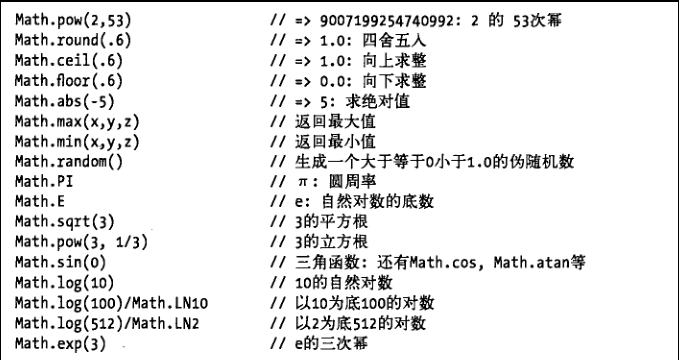 Math.pow(2,53) // => 9007199254740992: 2 的 53次幂
Math.round(.6) // => 1.0: 四舍五入
Math.ceil(.6) // => 1.0: 向上求整
Math.floor(.6) // => 0.0: 向下求整
Math.abs(-5) // => 5: 求绝对值
Math.max(x,y,z) // 返回最大值
Math.min(x,y,z) // 返回最小值
Math.random() // 生成一个大于等于0小于1.0的伪随机数
Math.PI // π: 圆周率
Math.E // e: 自然对数的底数
Math.sqrt(3) // 3的平方根
Math.pow(3, 1/3) // 3的立方根
Math.sin(0) // 三角函数: 还有Math.cos, Math.atan等
Math.log(10) // 10的自然对数
Math.log(100)/Math.LN10 // 以10为底100的对数
Math.log(512)/Math.LN2 // 以2为底512的对数
Math.exp(3) // e的三次幂